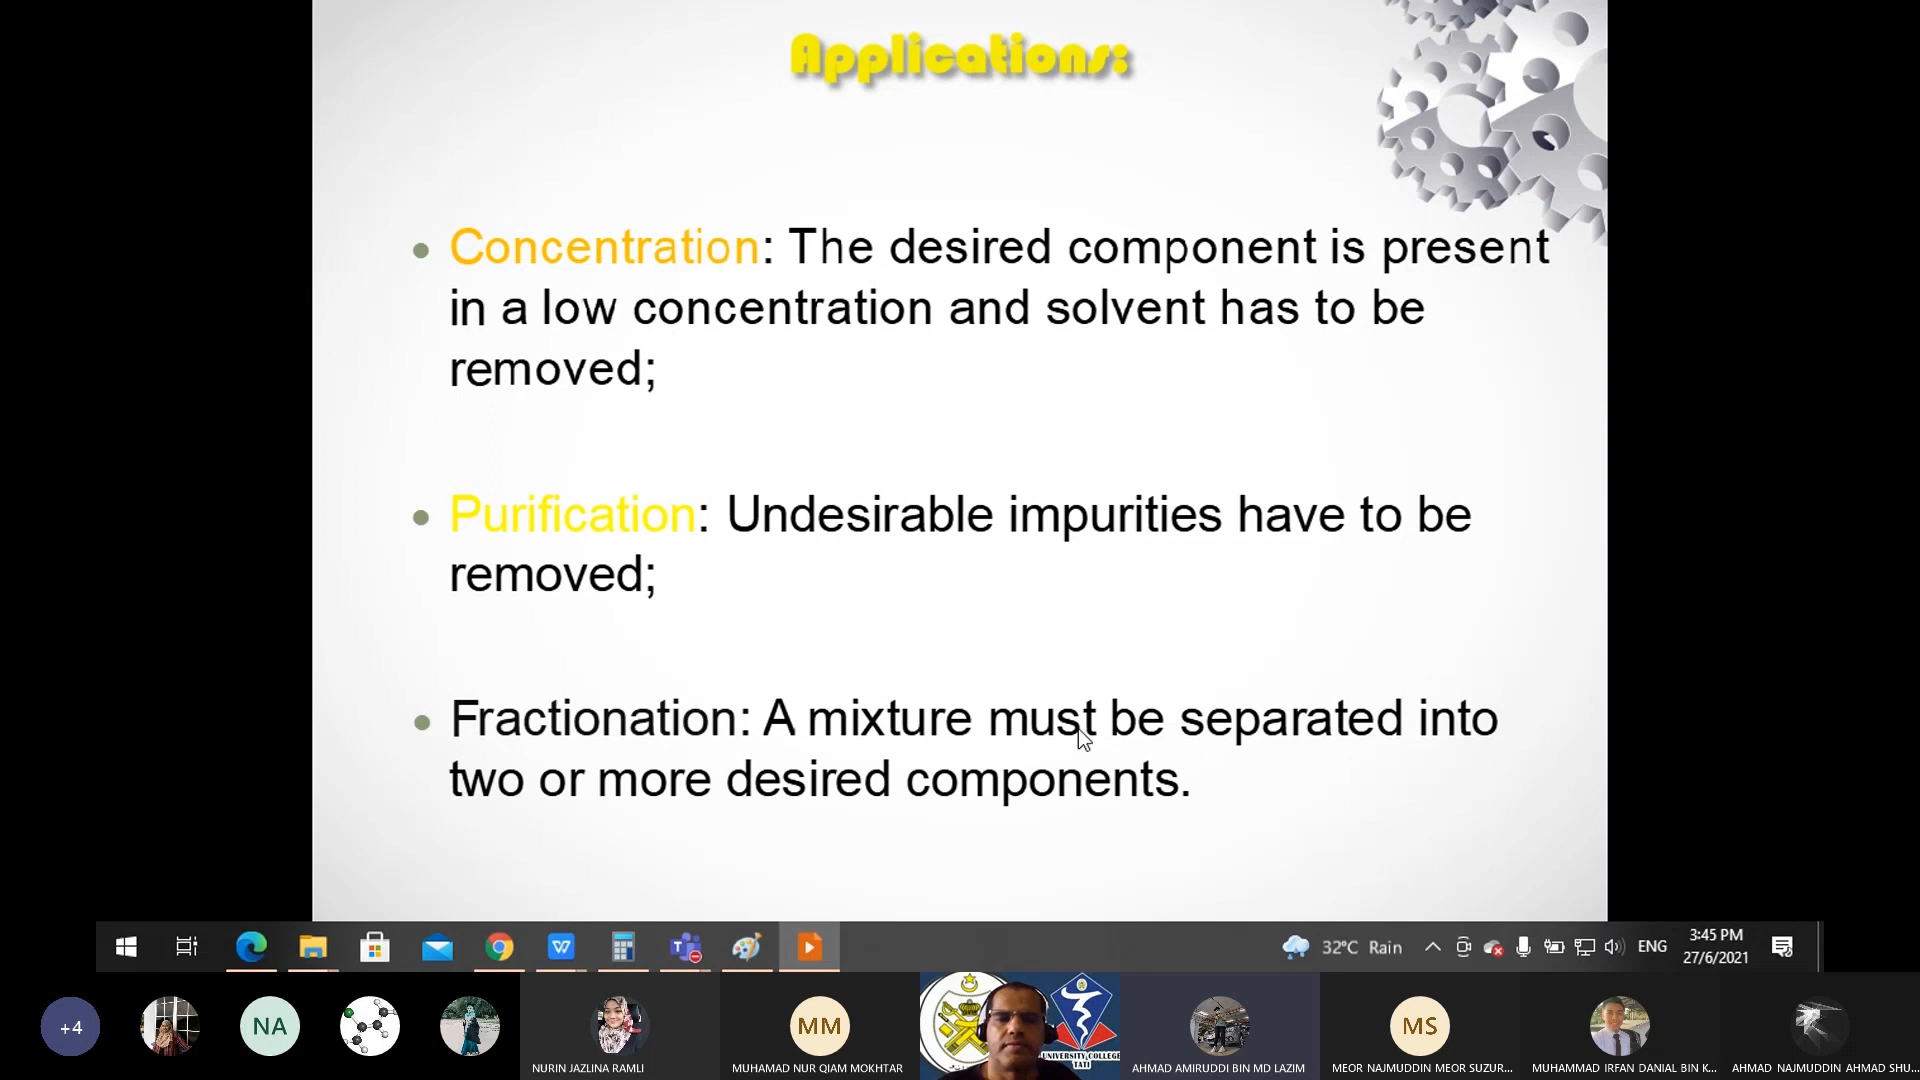 Applications:
Concentration: The desired component is present
in a low concentration and solvent has to be
removed;
Purification: Undesirable impurities have to be
removed;
Fractionation: A mixture must be separated into
two or more desired components.
32°C Rain
ENG
3:45 PM
27/6/2021
+4
NA
MM
MS
UNIVERSITY COLLEGE
TATI
NURIN JAZLINA RAMLI
MUHAMAD NUR QIAM MOKHTAR
AHMAD AMIRUDDI BIN MD LAZIM
MEOR NAJMUDDIN MEOR SUZUR...
MUHAMMAD IRFAN DANIAL BIN K...
AHMAD NAJMUDDIN AHMAD SHU...